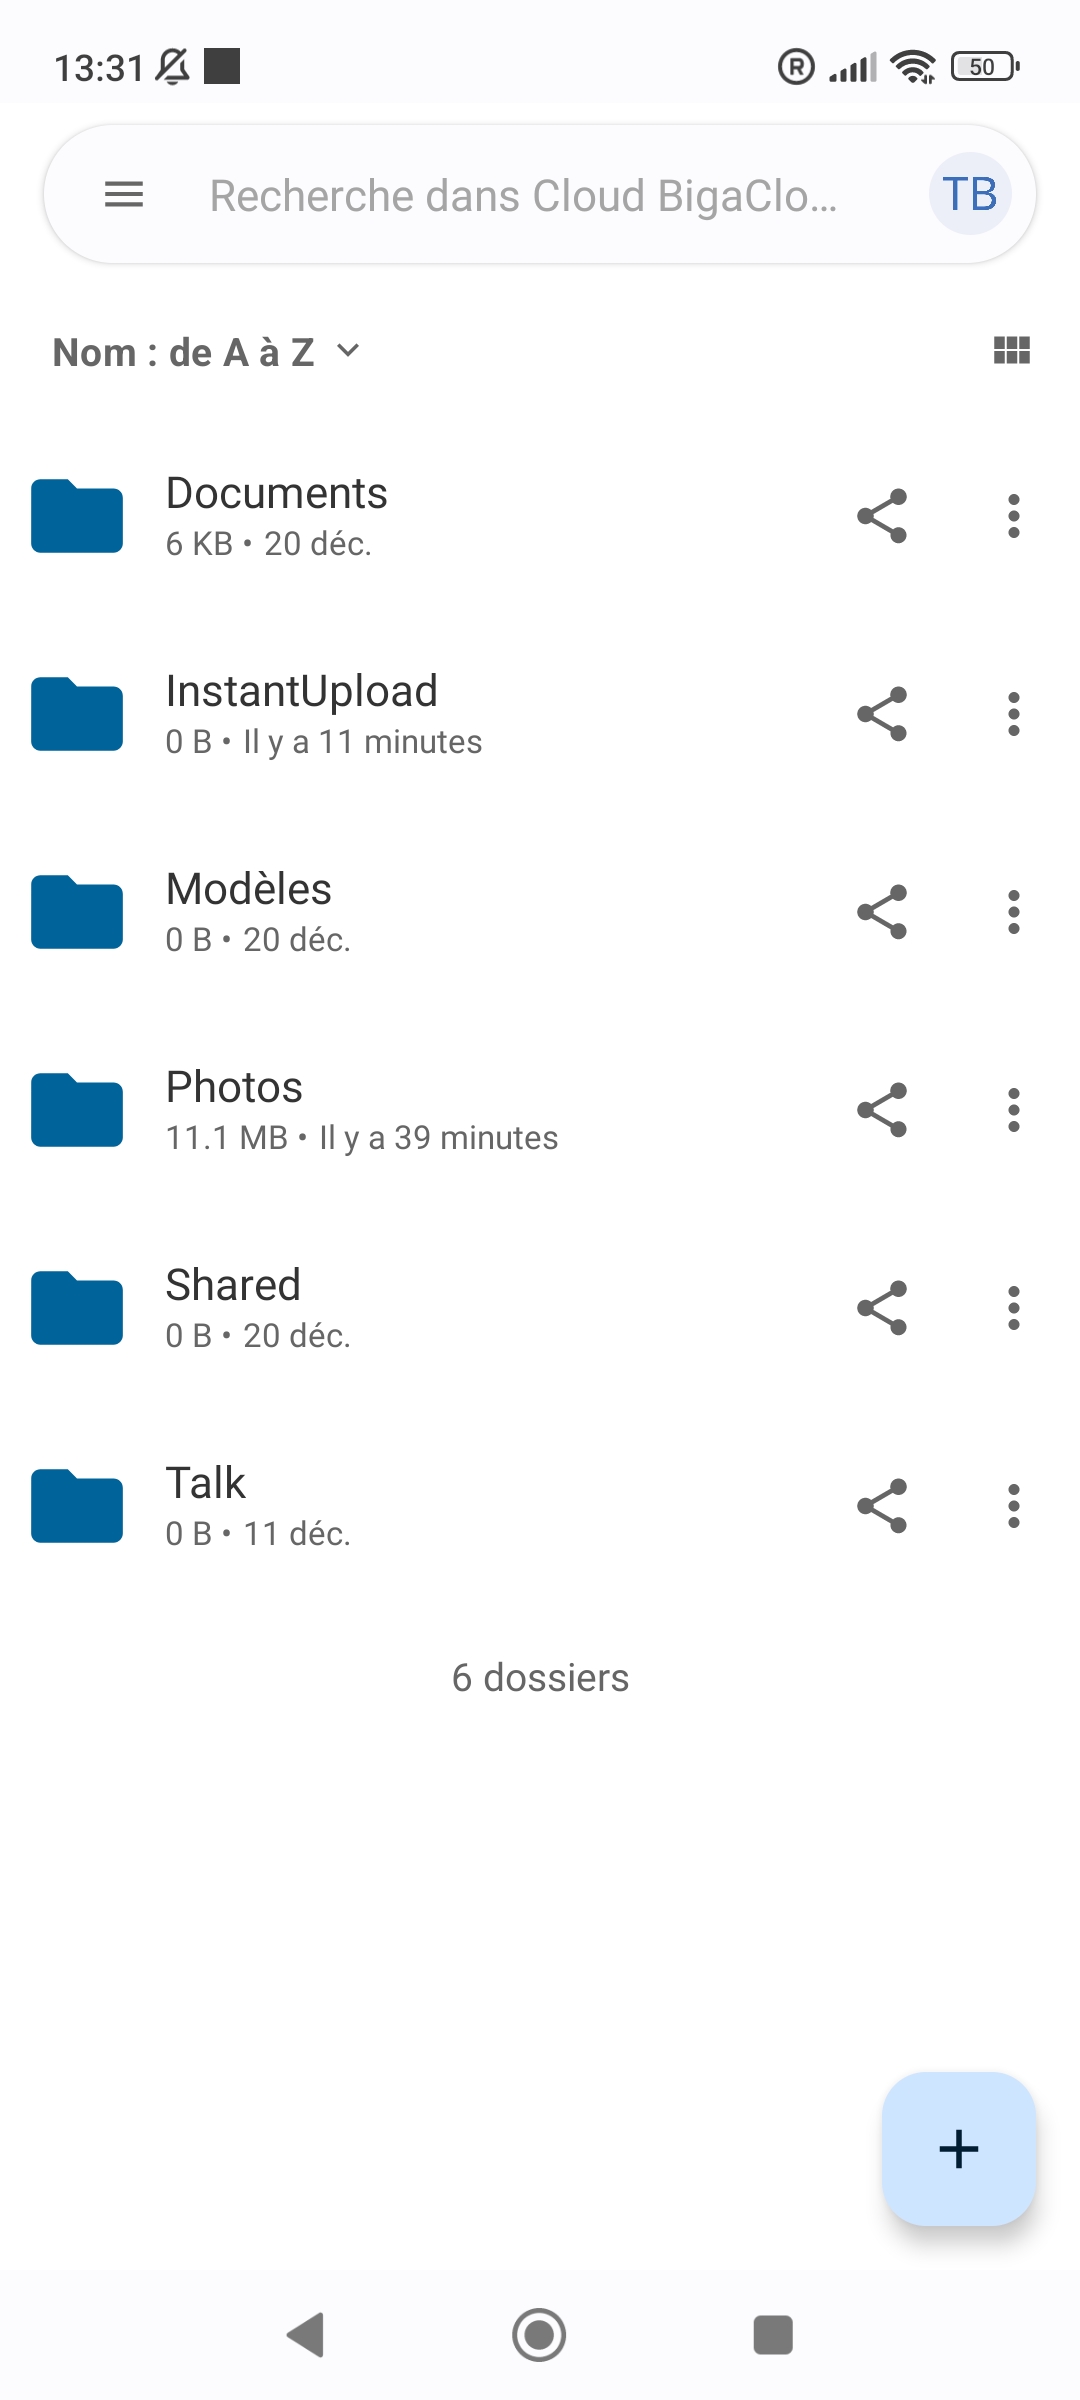 13:31
R
50
Recherche dans Cloud BigaClo...
TB
Nom : de A à Z
Documents
6 KB • 20 déc.
InstantUpload
0 B • Il y a 11 minutes
Modèles
0 B • 20 déc.
Photos
11.1 MB • Il y a 39 minutes
Shared
0 B • 20 déc.
Talk
0 B • 11 déc.
6 dossiers